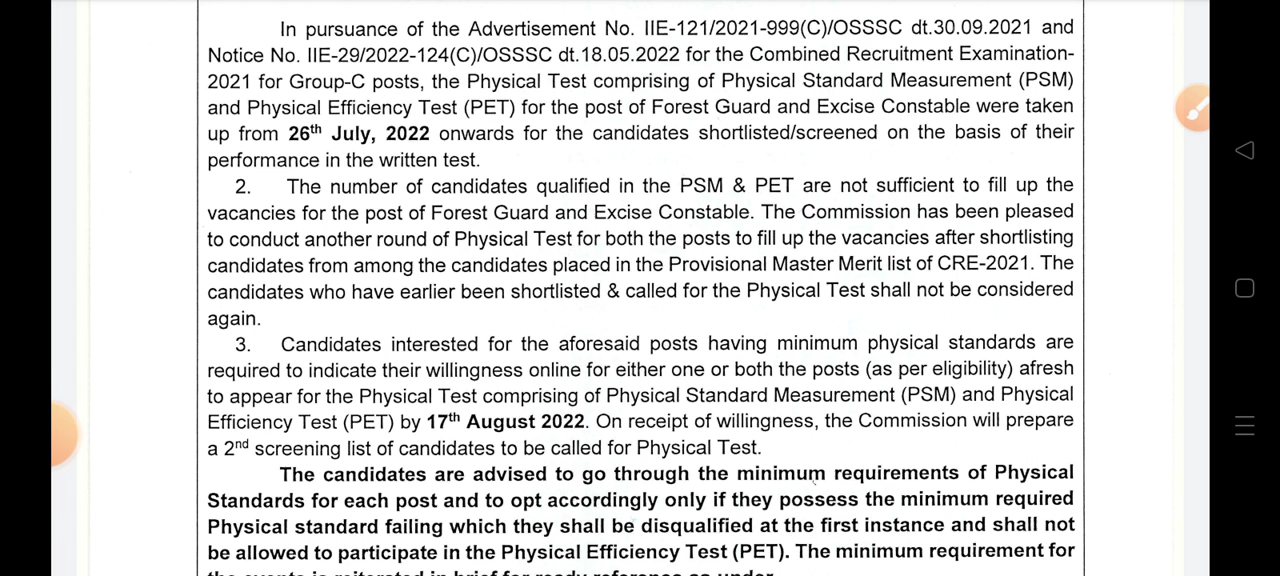 In pursuance of the Advertisement No. IIE-121/2021-999(C)/OSSSC dt.30.09.2021 and
Notice No. IIE-29/2022-124(C)/OSSSC dt.18.05.2022 for the Combined Recruitment Examination-
2021 for Group-C posts, the Physical Test comprising of Physical Standard Measurement (PSM)
and Physical Efficiency Test (PET) for the post of Forest Guard and Excise Constable were taken
up from 26th July, 2022 onwards for the candidates shortlisted/screened on the basis of their
performance in the written test.
2. The number of candidates qualified in the PSM & PET are not sufficient to fill up the
vacancies for the post of Forest Guard and Excise Constable. The Commission has been pleased
to conduct another round of Physical Test for both the posts to fill up the vacancies after shortlisting
candidates from among the candidates placed in the Provisional Master Merit list of CRE-2021. The
candidates who have earlier been shortlisted & called for the Physical Test shall not be considered
again.
3. Candidates interested for the aforesaid posts having minimum physical standards are
required to indicate their willingness online for either one or both the posts (as per eligibility) afresh
to appear for the Physical Test comprising of Physical Standard Measurement (PSM) and Physical
Efficiency Test (PET) by 17th August 2022. On receipt of willingness, the Commission will prepare
a 2nd screening list of candidates to be called for Physical Test.
The candidates are advised to go through the minimum requirements of Physical
Standards for each post and to opt accordingly only if they possess the minimum required
Physical standard failing which they shall be disqualified at the first instance and shall not
be allowed to participate in the Physical Efficiency Test (PET). The minimum requirement for
the events is reiterated in brief for ready reference as under